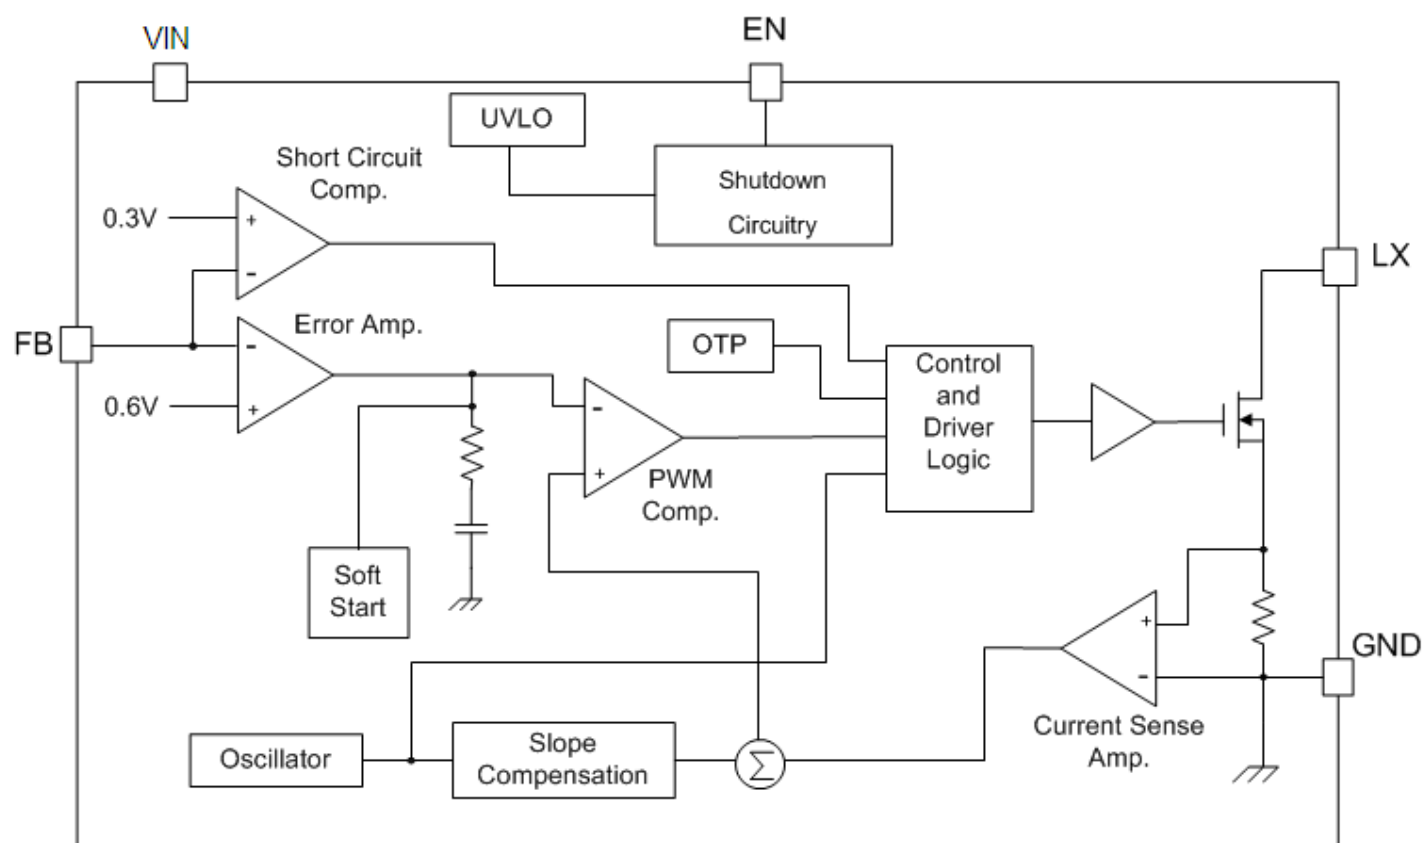 VIN
EN
UVLO
Short Circuit
Comp.
Shutdown
Circuitry
0.3V
+
-
LX
FB
Error Amp.
-
OTP
Control
and
Driver
Logic
0.6V
+
-
+
PWM
Comp.
Soft
Start
+
-
GND
Current Sense
Amp.
Oscillator
Slope
Compensation
Σ